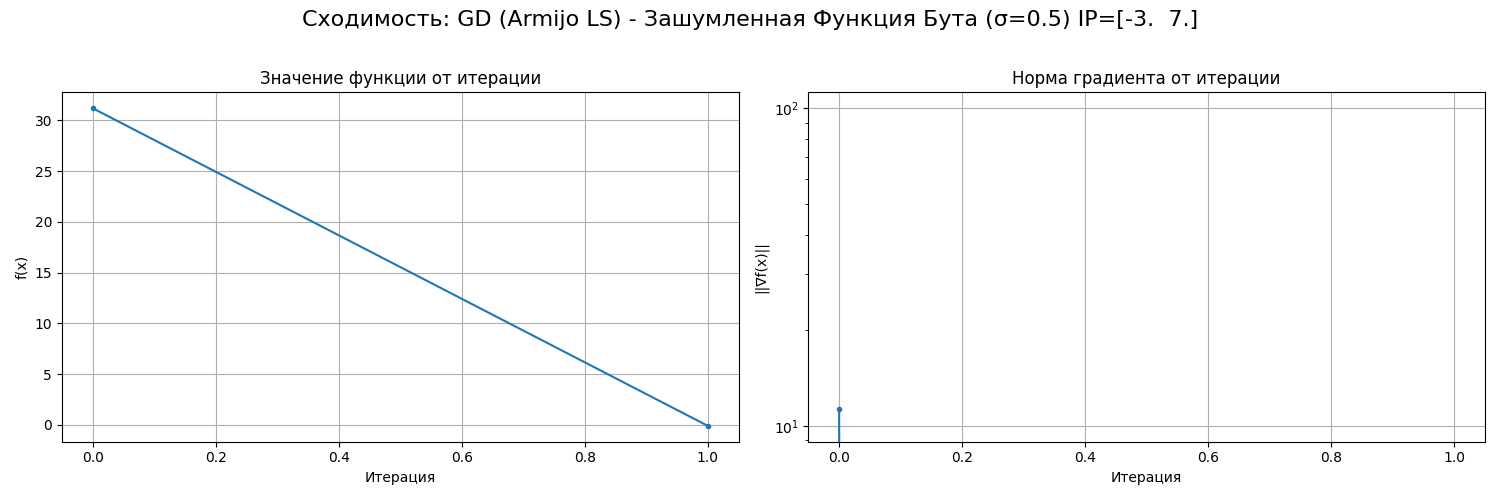 Сходимость: GD (Armijo LS) - Зашумленная Функция Бута (σ=0.5) IP=[-3.  7.]
Значение функции от итерации
30
25
20
15
10
5
0
f(x)
0.0 0.2 0.4 0.6 0.8 1.0
Итерация
Норма градиента от итерации
10²
10¹
||∇f(x)||
0.0 0.2 0.4 0.6 0.8 1.0
Итерация